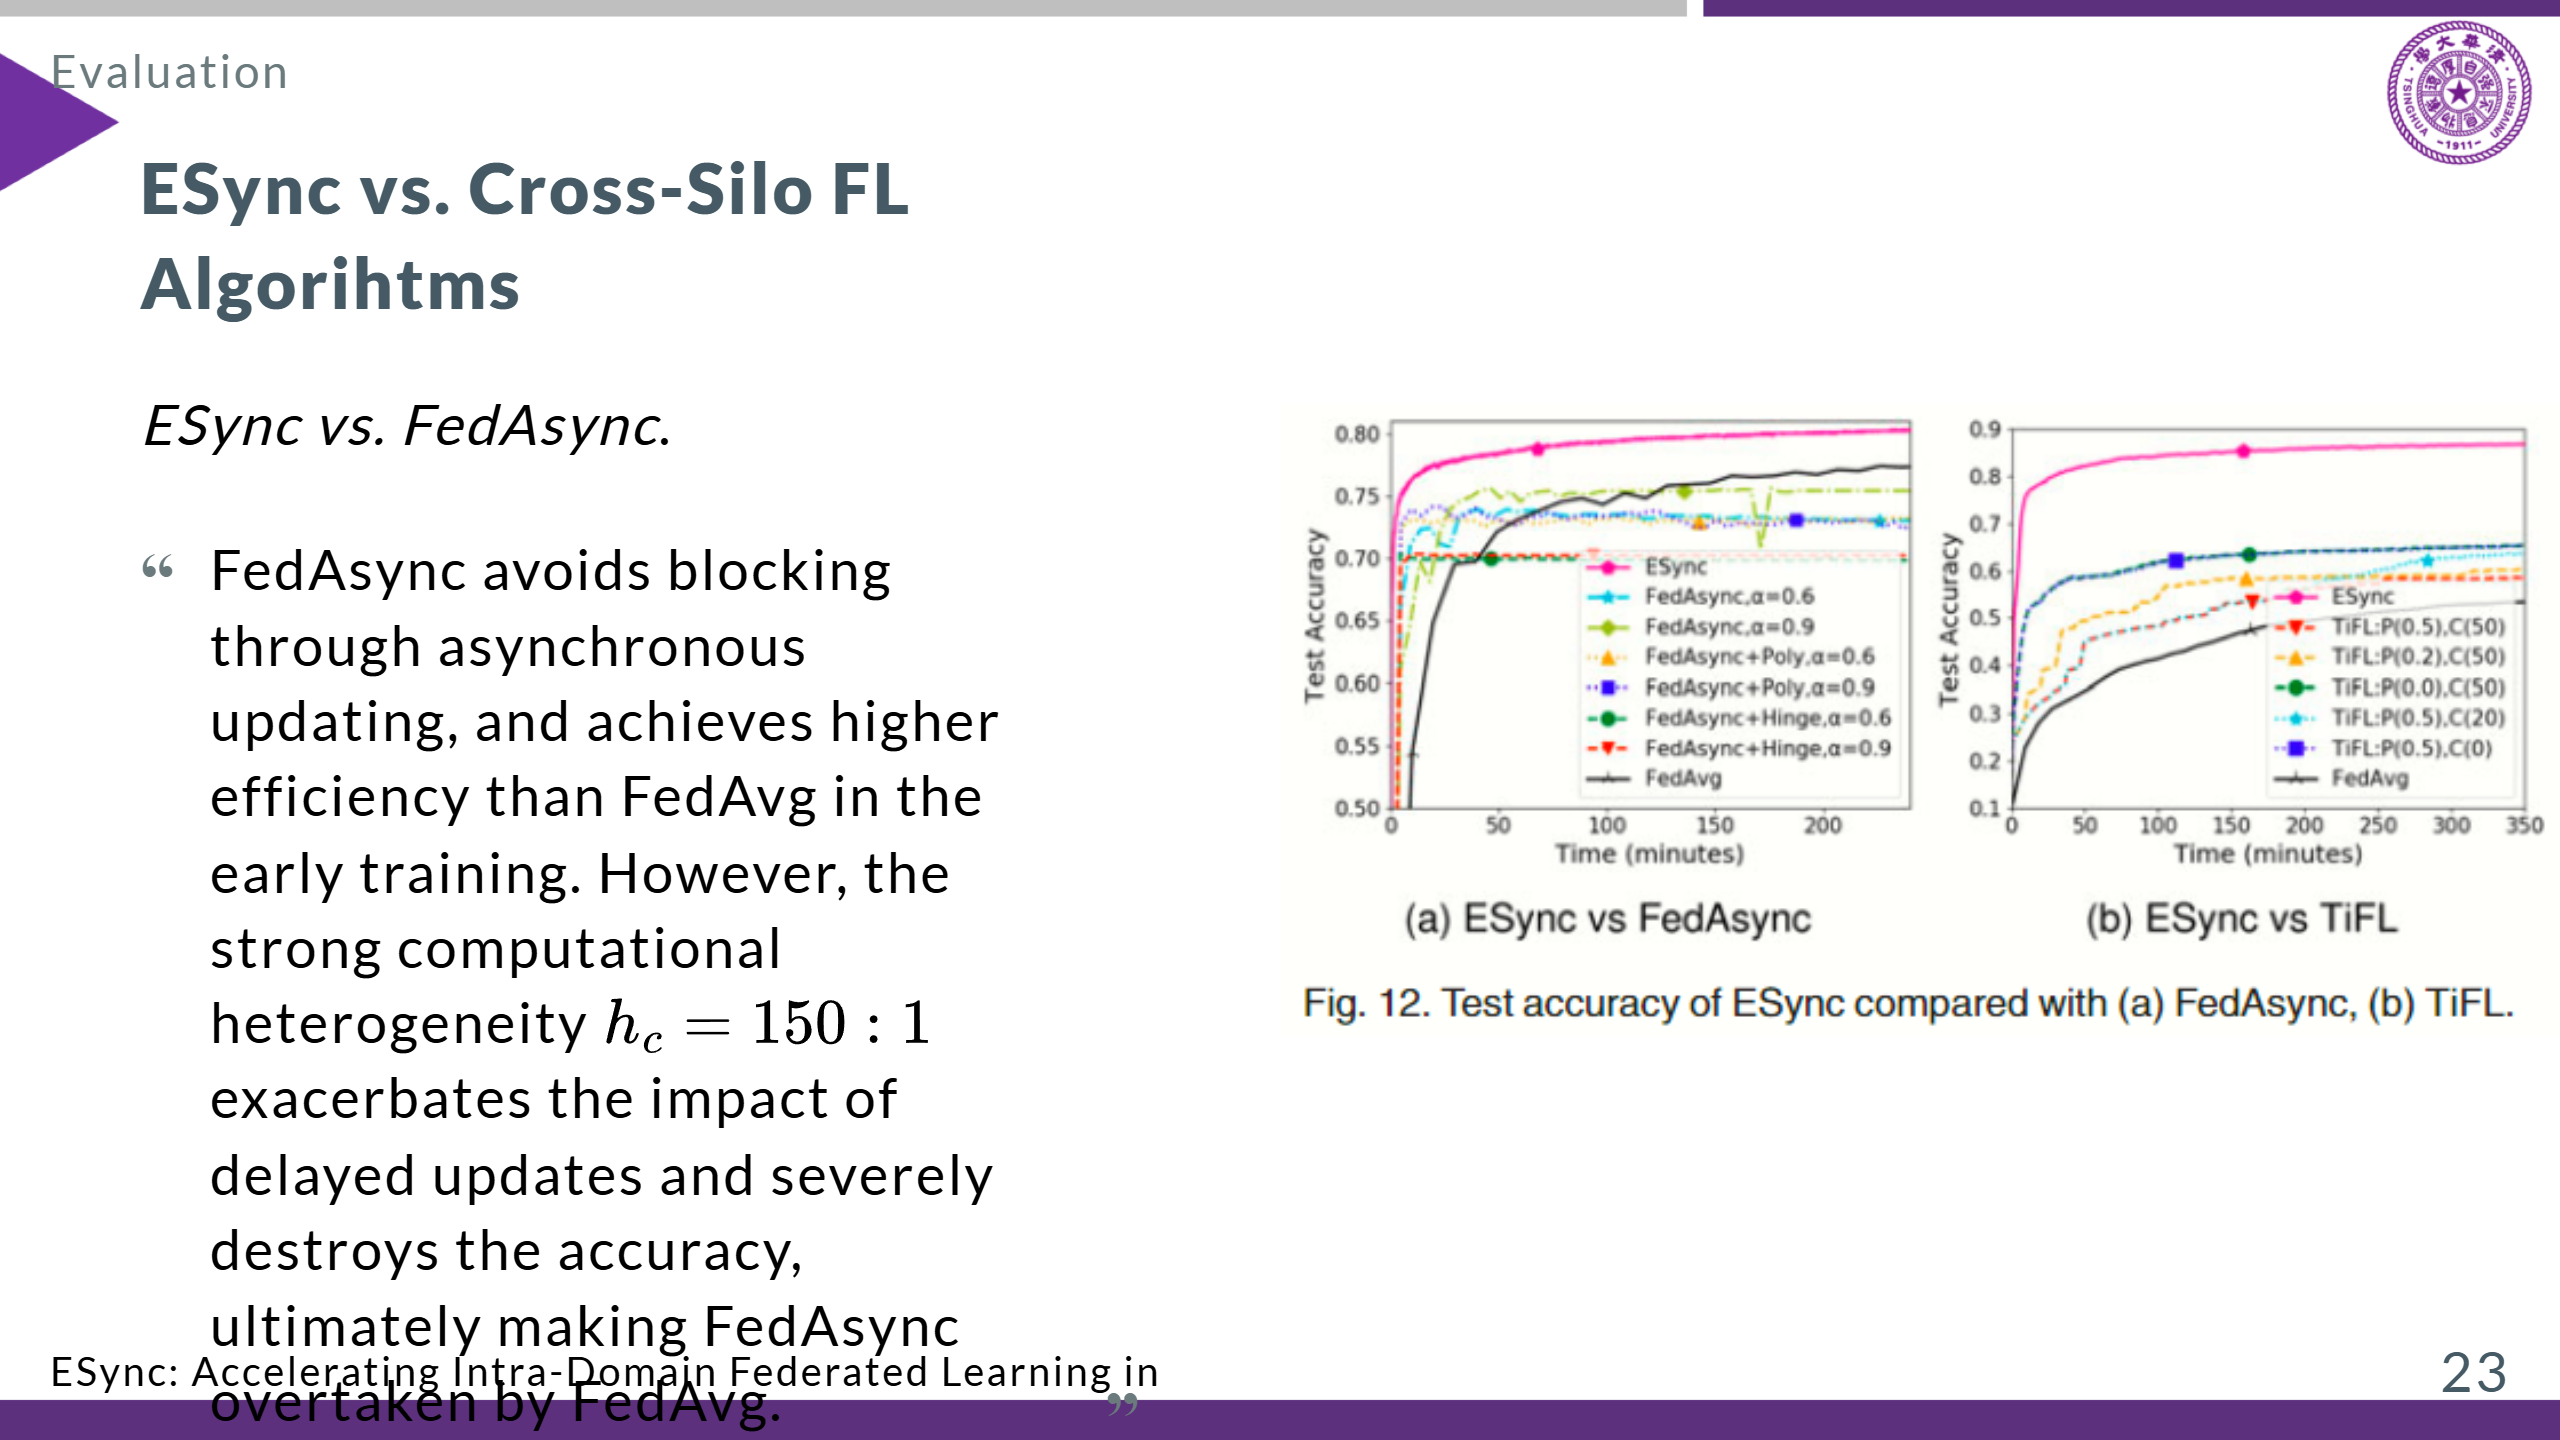 Evaluation
ESync vs. Cross-Silo FL
Algorihtms
ESync vs. FedAsync.
“ FedAsync avoids blocking
through asynchronous
updating, and achieves higher
efficiency than FedAvg in the
early training. However, the
strong computational
heterogeneity h_c = 150 : 1
exacerbates the impact of
delayed updates and severely
destroys the accuracy,
ultimately making FedAsync
overtaken by FedAvg. ”
Test Accuracy
0.80
0.75
0.70
0.65
0.60
0.55
0.50
0 50 100 150 200
Time (minutes)
ESync
FedAsync,α=0.6
FedAsync,α=0.9
FedAsync+Poly,α=0.6
FedAsync+Poly,α=0.9
FedAsync+Hinge,α=0.6
FedAsync+Hinge,α=0.9
FedAvg
(a) ESync vs FedAsync
Test Accuracy
0.9
0.8
0.7
0.6
0.5
0.4
0.3
0.2
0.1
0 50 100 150 200 250 300 350
Time (minutes)
ESync
TiFL:P(0.5),C(50)
TiFL:P(0.2),C(50)
TiFL:P(0.0),C(50)
TiFL:P(0.5),C(20)
TiFL:P(0.5),C(0)
FedAvg
(b) ESync vs TiFL
Fig. 12. Test accuracy of ESync compared with (a) FedAsync, (b) TiFL.
ESync: Accelerating Intra-Domain Federated Learning in
23
TSINGHUA UNIVERSITY
-1911-